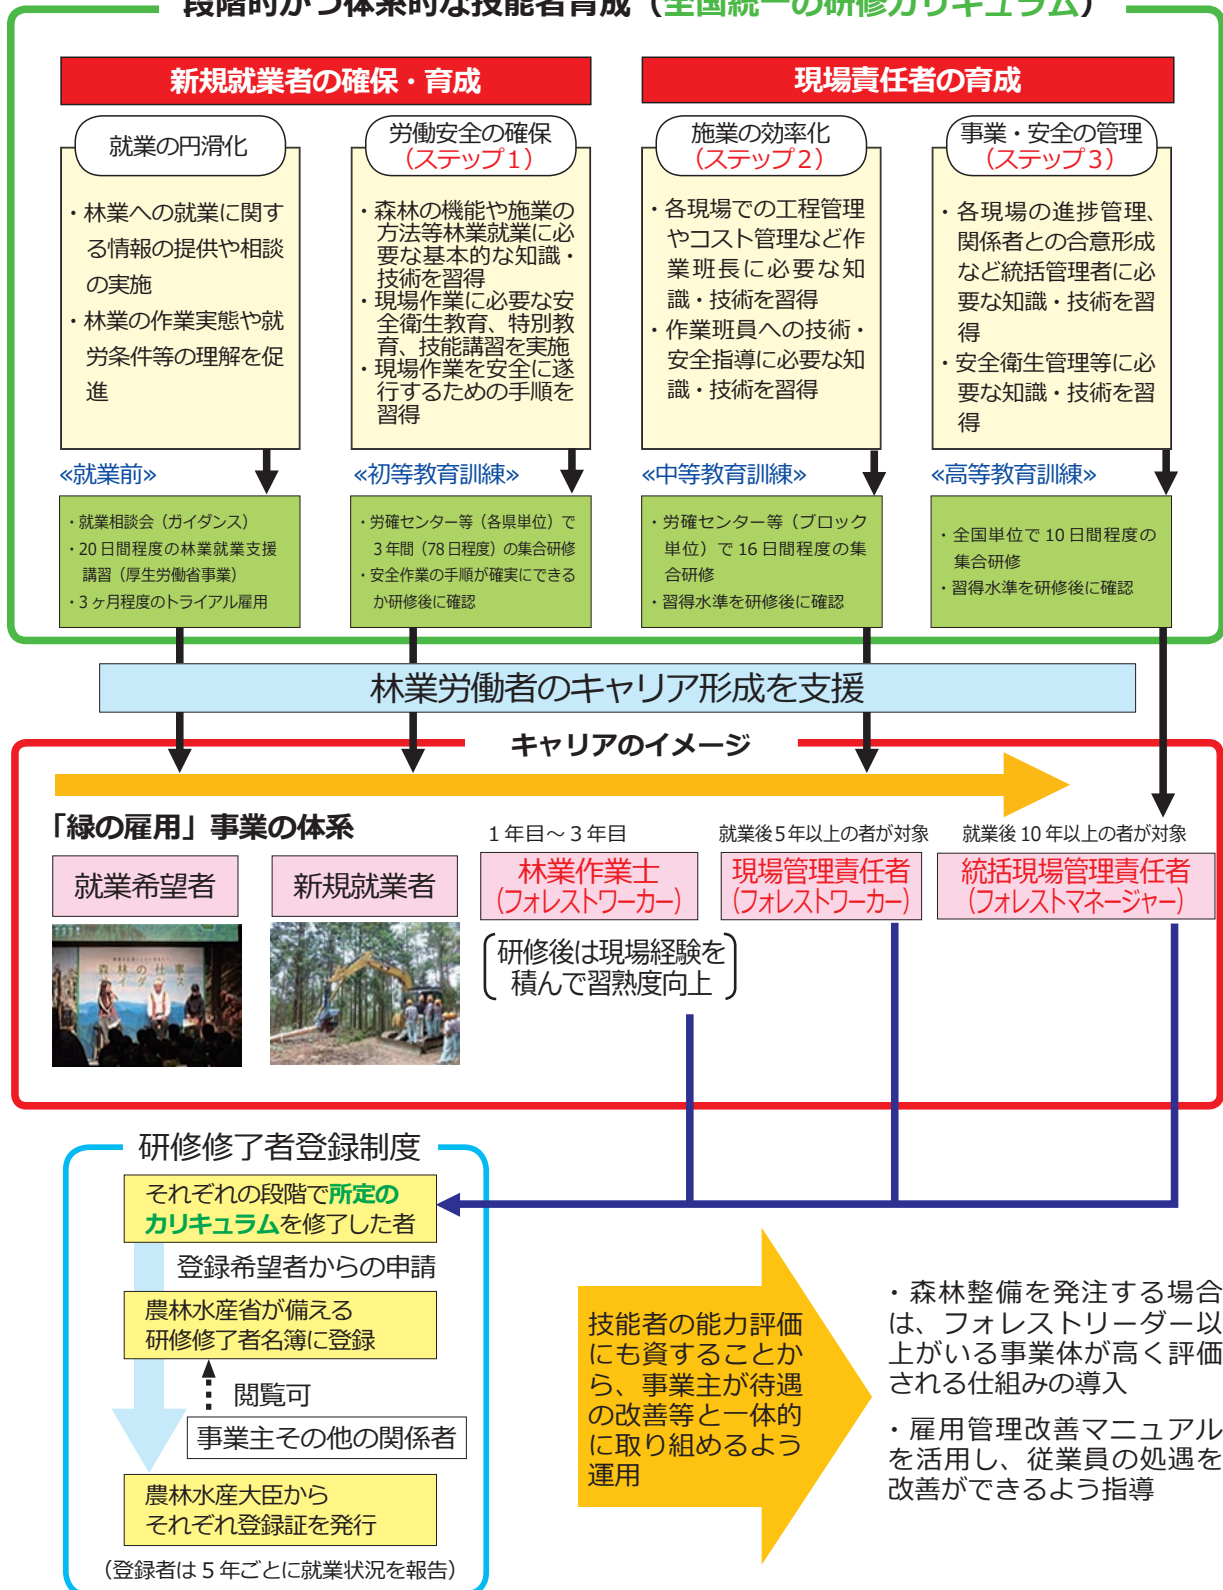 段階的かつ体系的な技能者育成（全国統一の研修カリキュラム）
新規就業者の確保・育成
現場責任者の育成
就業の円滑化
・林業への就業に関す
る情報の提供や相談
の実施
・林業の作業実態や就
労条件等の理解を促
進
労働安全の確保
（ステップ１）
・森林の機能や施業の
方法等林業就業に必
要な基本的な知識・
技術を習得
・現場作業に必要な安
全衛生教育、特別教
育、技能講習を実施
・現場作業を安全に遂
行するための手順を
習得
施業の効率化
（ステップ２）
・各現場での工程管理
やコスト管理など作
業班長に必要な知
識・技術を習得
・作業班員への技術・
安全指導に必要な知
識・技術を習得
事業・安全の管理
（ステップ３）
・各現場の進捗管理、
関係者との合意形成
など統括管理者に必
要な知識・技術を習
得
・安全衛生管理等に必
要な知識・技術を習
得
≪就業前≫
≪初等教育訓練≫
≪中等教育訓練≫
≪高等教育訓練≫
・就業相談会（ガイダンス）
・20 日間程度の林業就業支援
講習（厚生労働省事業）
・3 ヶ月程度のトライアル雇用
・労確センター等（各県単位）で
3 年間（78 日程度）の集合研修
・安全作業の手順が確実にできる
か研修後に確認
・労確センター等（ブロック
単位）で 16 日間程度の集
合研修
・習得水準を研修後に確認
・全国単位で 10 日間程度の
集合研修
・習得水準を研修後に確認
林業労働者のキャリア形成を支援
キャリアのイメージ
「緑の雇用」事業の体系
就業希望者
新規就業者
1 年目～ 3 年目
林業作業士
（フォレストワーカー）
研修後は現場経験を
積んで習熟度向上
就業後 5 年以上の者が対象
現場管理責任者
（フォレストワーカー）
就業後 10 年以上の者が対象
統括現場管理責任者
（フォレストマネージャー）
森林の仕事
ガイダンス
研修修了者登録制度
それぞれの段階で所定の
カリキュラムを修了した者
登録希望者からの申請
農林水産省が備える
研修修了者名簿に登録
閲覧可
事業主その他の関係者
農林水産大臣から
それぞれ登録証を発行
（登録者は 5 年ごとに就業状況を報告）
技能者の能力評価
にも資することか
ら、事業主が待遇
の改善等と一体的
に取り組めるよう
運用
・森林整備を発注する場合
は、フォレストリーダー以
上がいる事業体が高く評価
される仕組みの導入
・雇用管理改善マニュアル
を活用し、従業員の処遇を
改善ができるよう指導